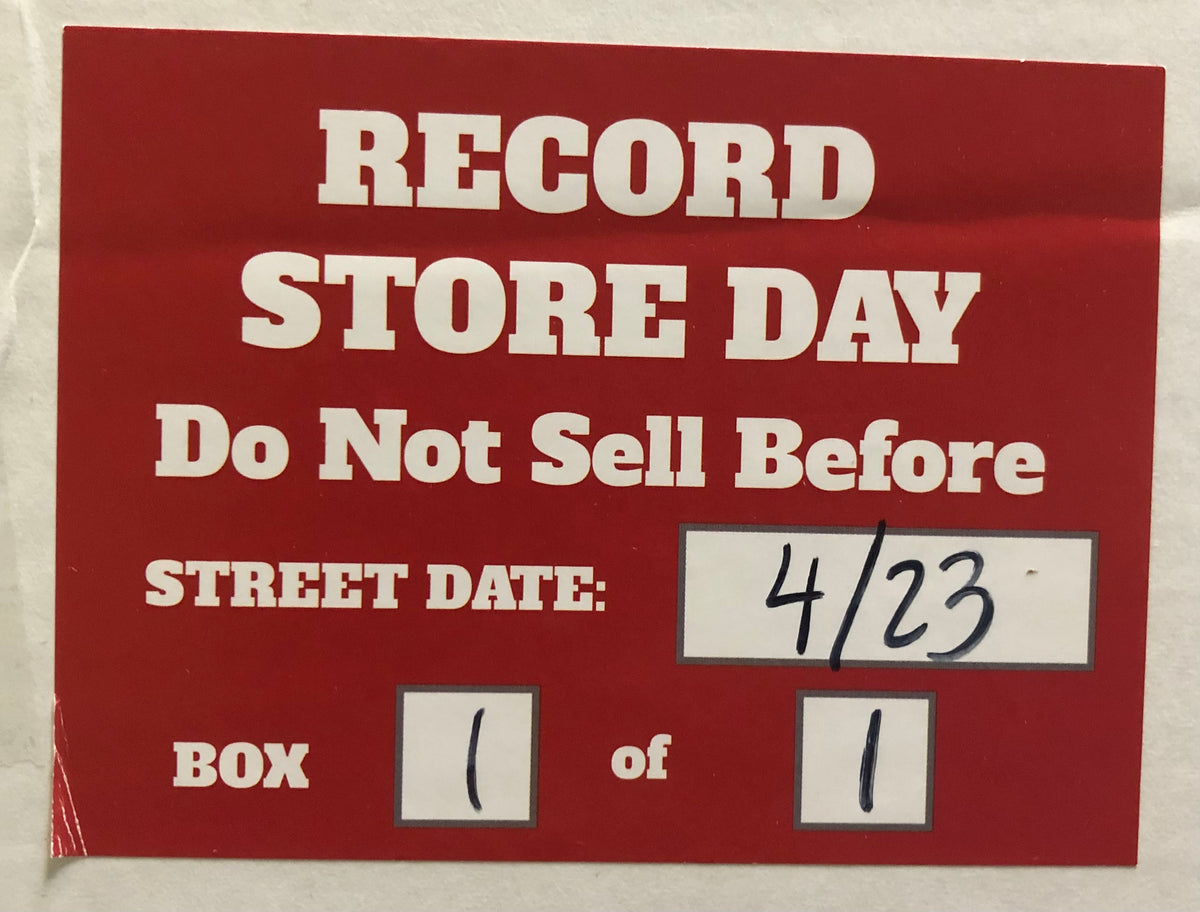 RECORD
STORE DAY
Do Not Sell Before
STREET DATE: 4/23
BOX 1 of 1